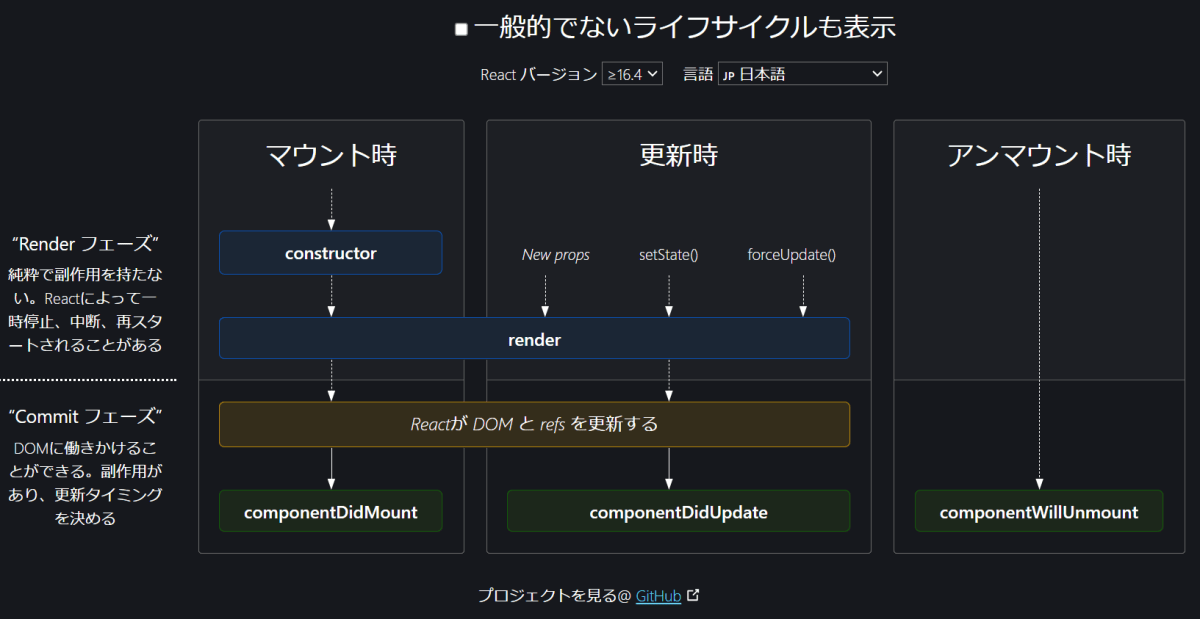 一般的でないライフサイクルも表示
React バージョン ≥16.4 言語 JP 日本語
マウント時
更新時
アンマウント時
“Render フェーズ”
純粋で副作用を持たな
い。Reactによって一
時停止、中断、再スタ
ートされることがある
constructor
New props
setState()
forceUpdate()
render
“Commit フェーズ”
DOMに働きかけるこ
とができる。副作用が
あり、更新タイミング
を決める
Reactが DOM と refs を更新する
componentDidMount
componentDidUpdate
componentWillUnmount
プロジェクトを見る@ GitHub